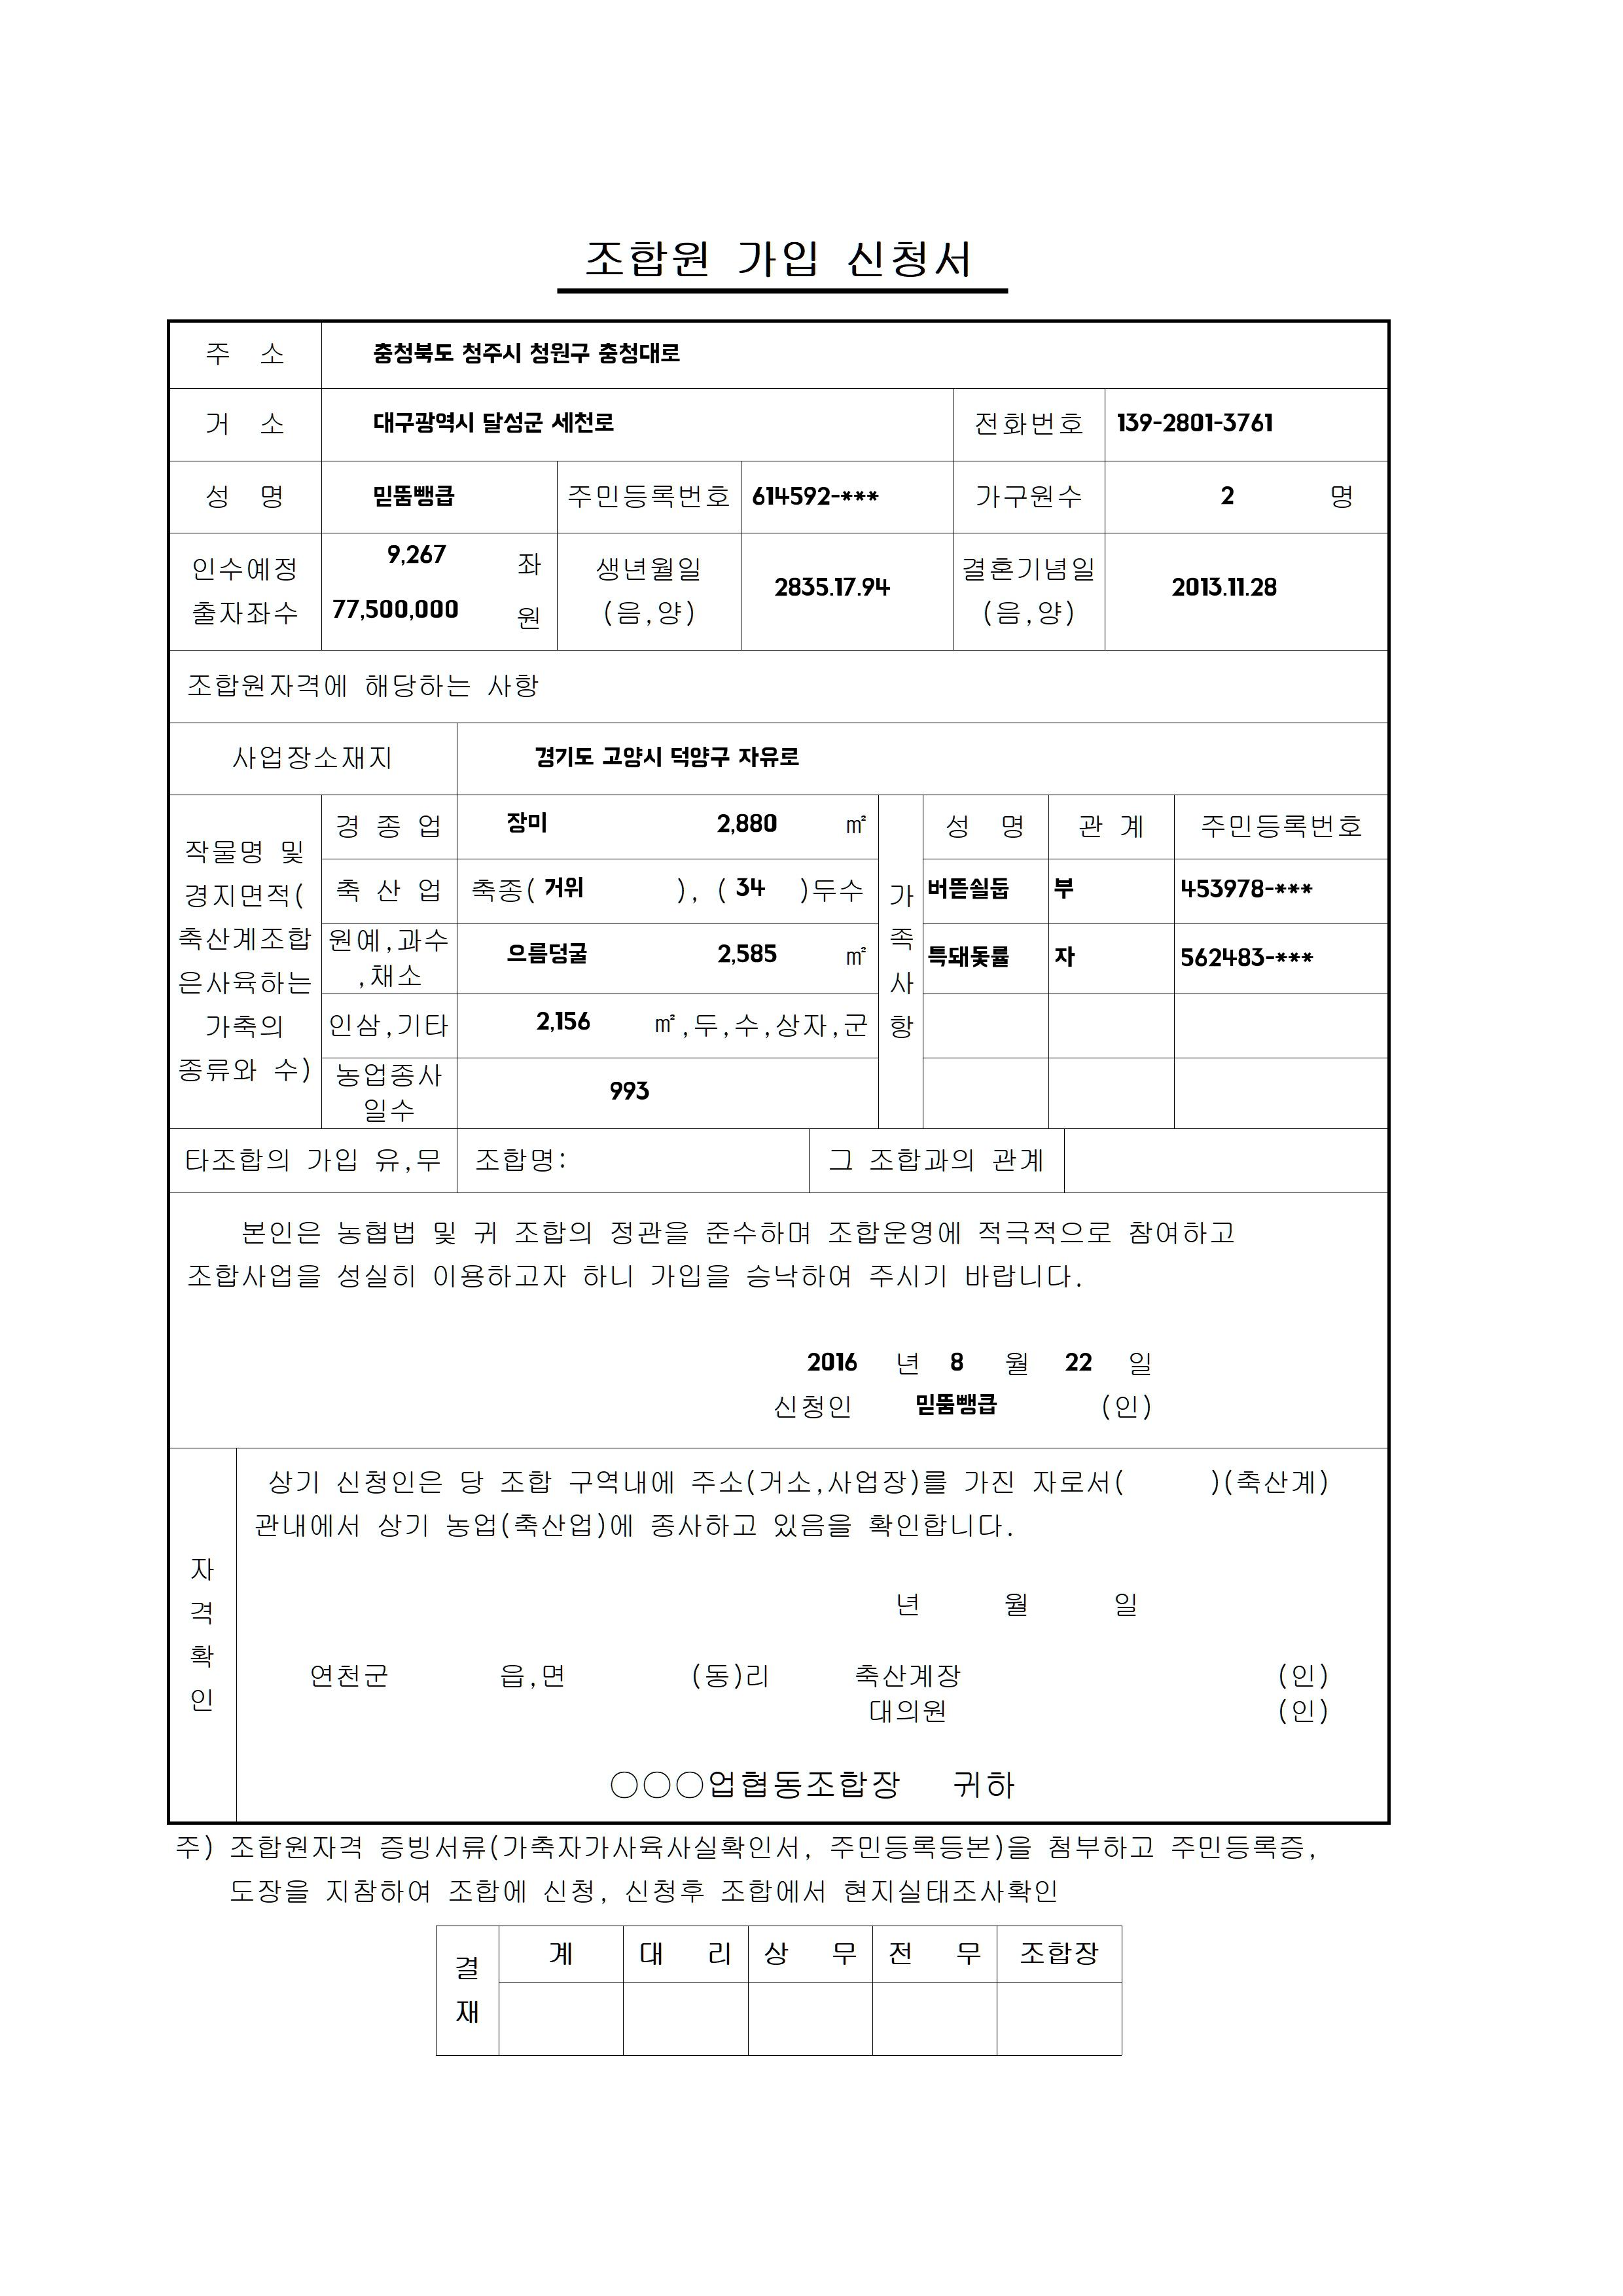 조합원 가입 신청서
주 소 충청북도 청주시 청원구 충청대로
거 소 대구광역시 달성군 세천로 전화번호 139-2801-3761
성 명 믿뚬뺑큽 주민등록번호 614592-*** 가구원수 2 명
인수예정 출자좌수 9,267 좌 77,500,000 원 생년월일 (음,양) 2835.17.94 결혼기념일 (음,양) 2013.11.28
조합원자격에 해당하는 사항
사업장소재지 경기도 고양시 덕양구 자유로
작물명 및
경지면적(
축산계조합
은사육하는
가축의
종류와 수)
경 종 업 장미 2,880 ㎡
축 산 업 축종( 거위 ), ( 34 )두수
원예,과수
,채소 으름덩굴 2,585 ㎡
인삼,기타 2,156 ㎡,두,수,상자,군
농업종사
일수 993
가
족
사
항
성 명 관 계 주민등록번호
버뜬쇨둡 부 453978-***
특돼돛률 자 562483-***
타조합의 가입 유,무 조합명: 그 조합과의 관계
본인은 농협법 및 귀 조합의 정관을 준수하며 조합운영에 적극적으로 참여하고
조합사업을 성실히 이용하고자 하니 가입을 승낙하여 주시기 바랍니다.
2016 년 8 월 22 일
신청인 믿뚬뺑큽 (인)
자
격
확
인
상기 신청인은 당 조합 구역내에 주소(거소,사업장)를 가진 자로서( )(축산계)
관내에서 상기 농업(축산업)에 종사하고 있음을 확인합니다.
년 월 일
연천군 읍,면 (동)리 축산계장 (인)
대의원 (인)
○○○업협동조합장 귀하
주) 조합원자격 증빙서류(가축자가사육사실확인서, 주민등록등본)을 첨부하고 주민등록증,
도장을 지참하여 조합에 신청, 신청후 조합에서 현지실태조사확인
결
재
계 대 리 상 무 전 무 조합장